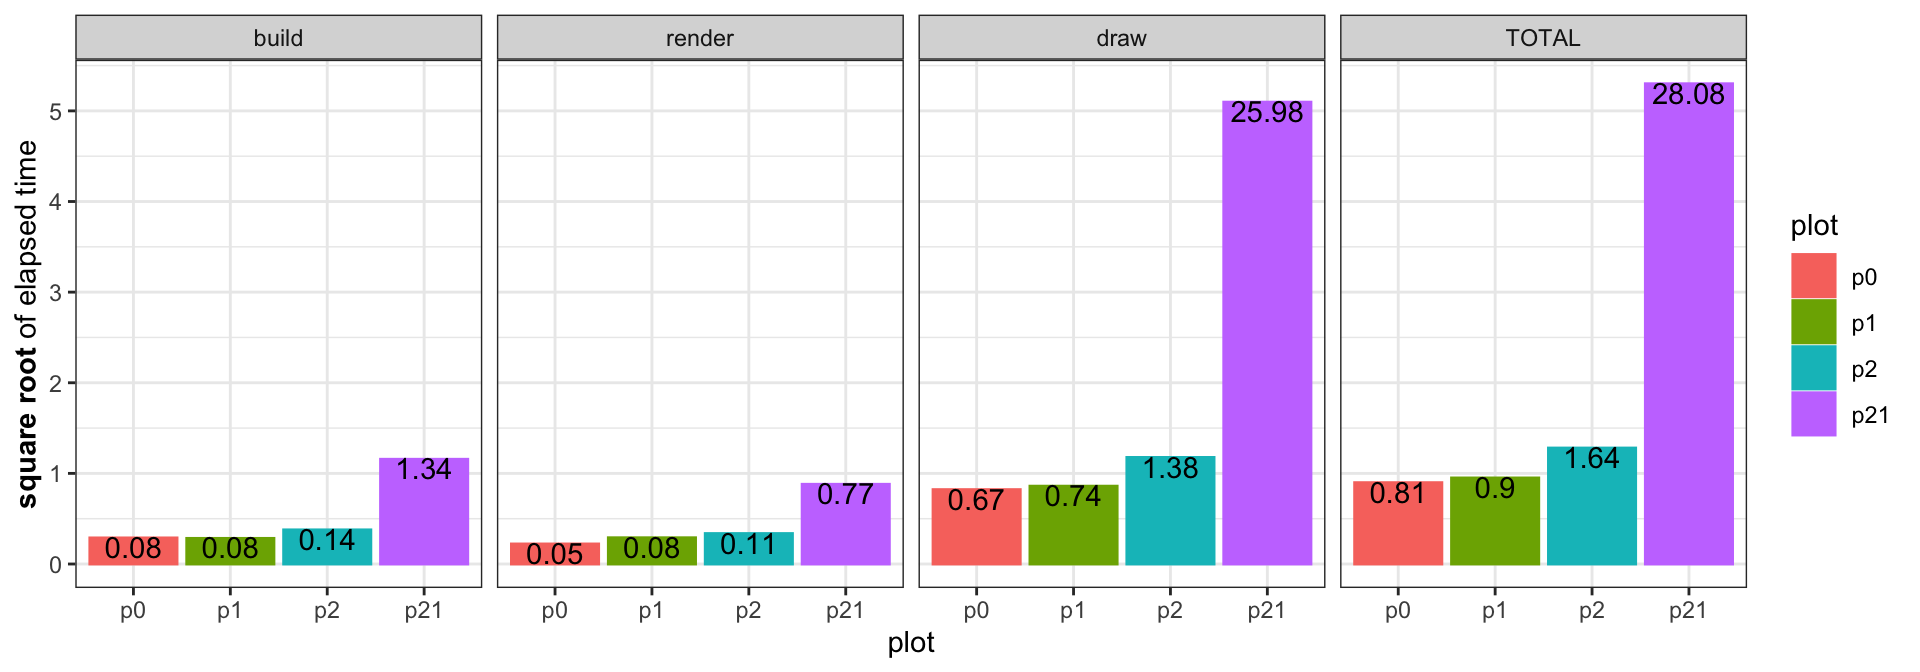 build
render
draw
TOTAL
square root of elapsed time
5
4
3
2
1
0
0.08
0.08
0.14
1.34
0.05
0.08
0.11
0.77
0.67
0.74
1.38
25.98
0.81
0.9
1.64
28.08
p0 p1 p2 p21
p0 p1 p2 p21
p0 p1 p2 p21
p0 p1 p2 p21
plot
plot
p0
p1
p2
p21